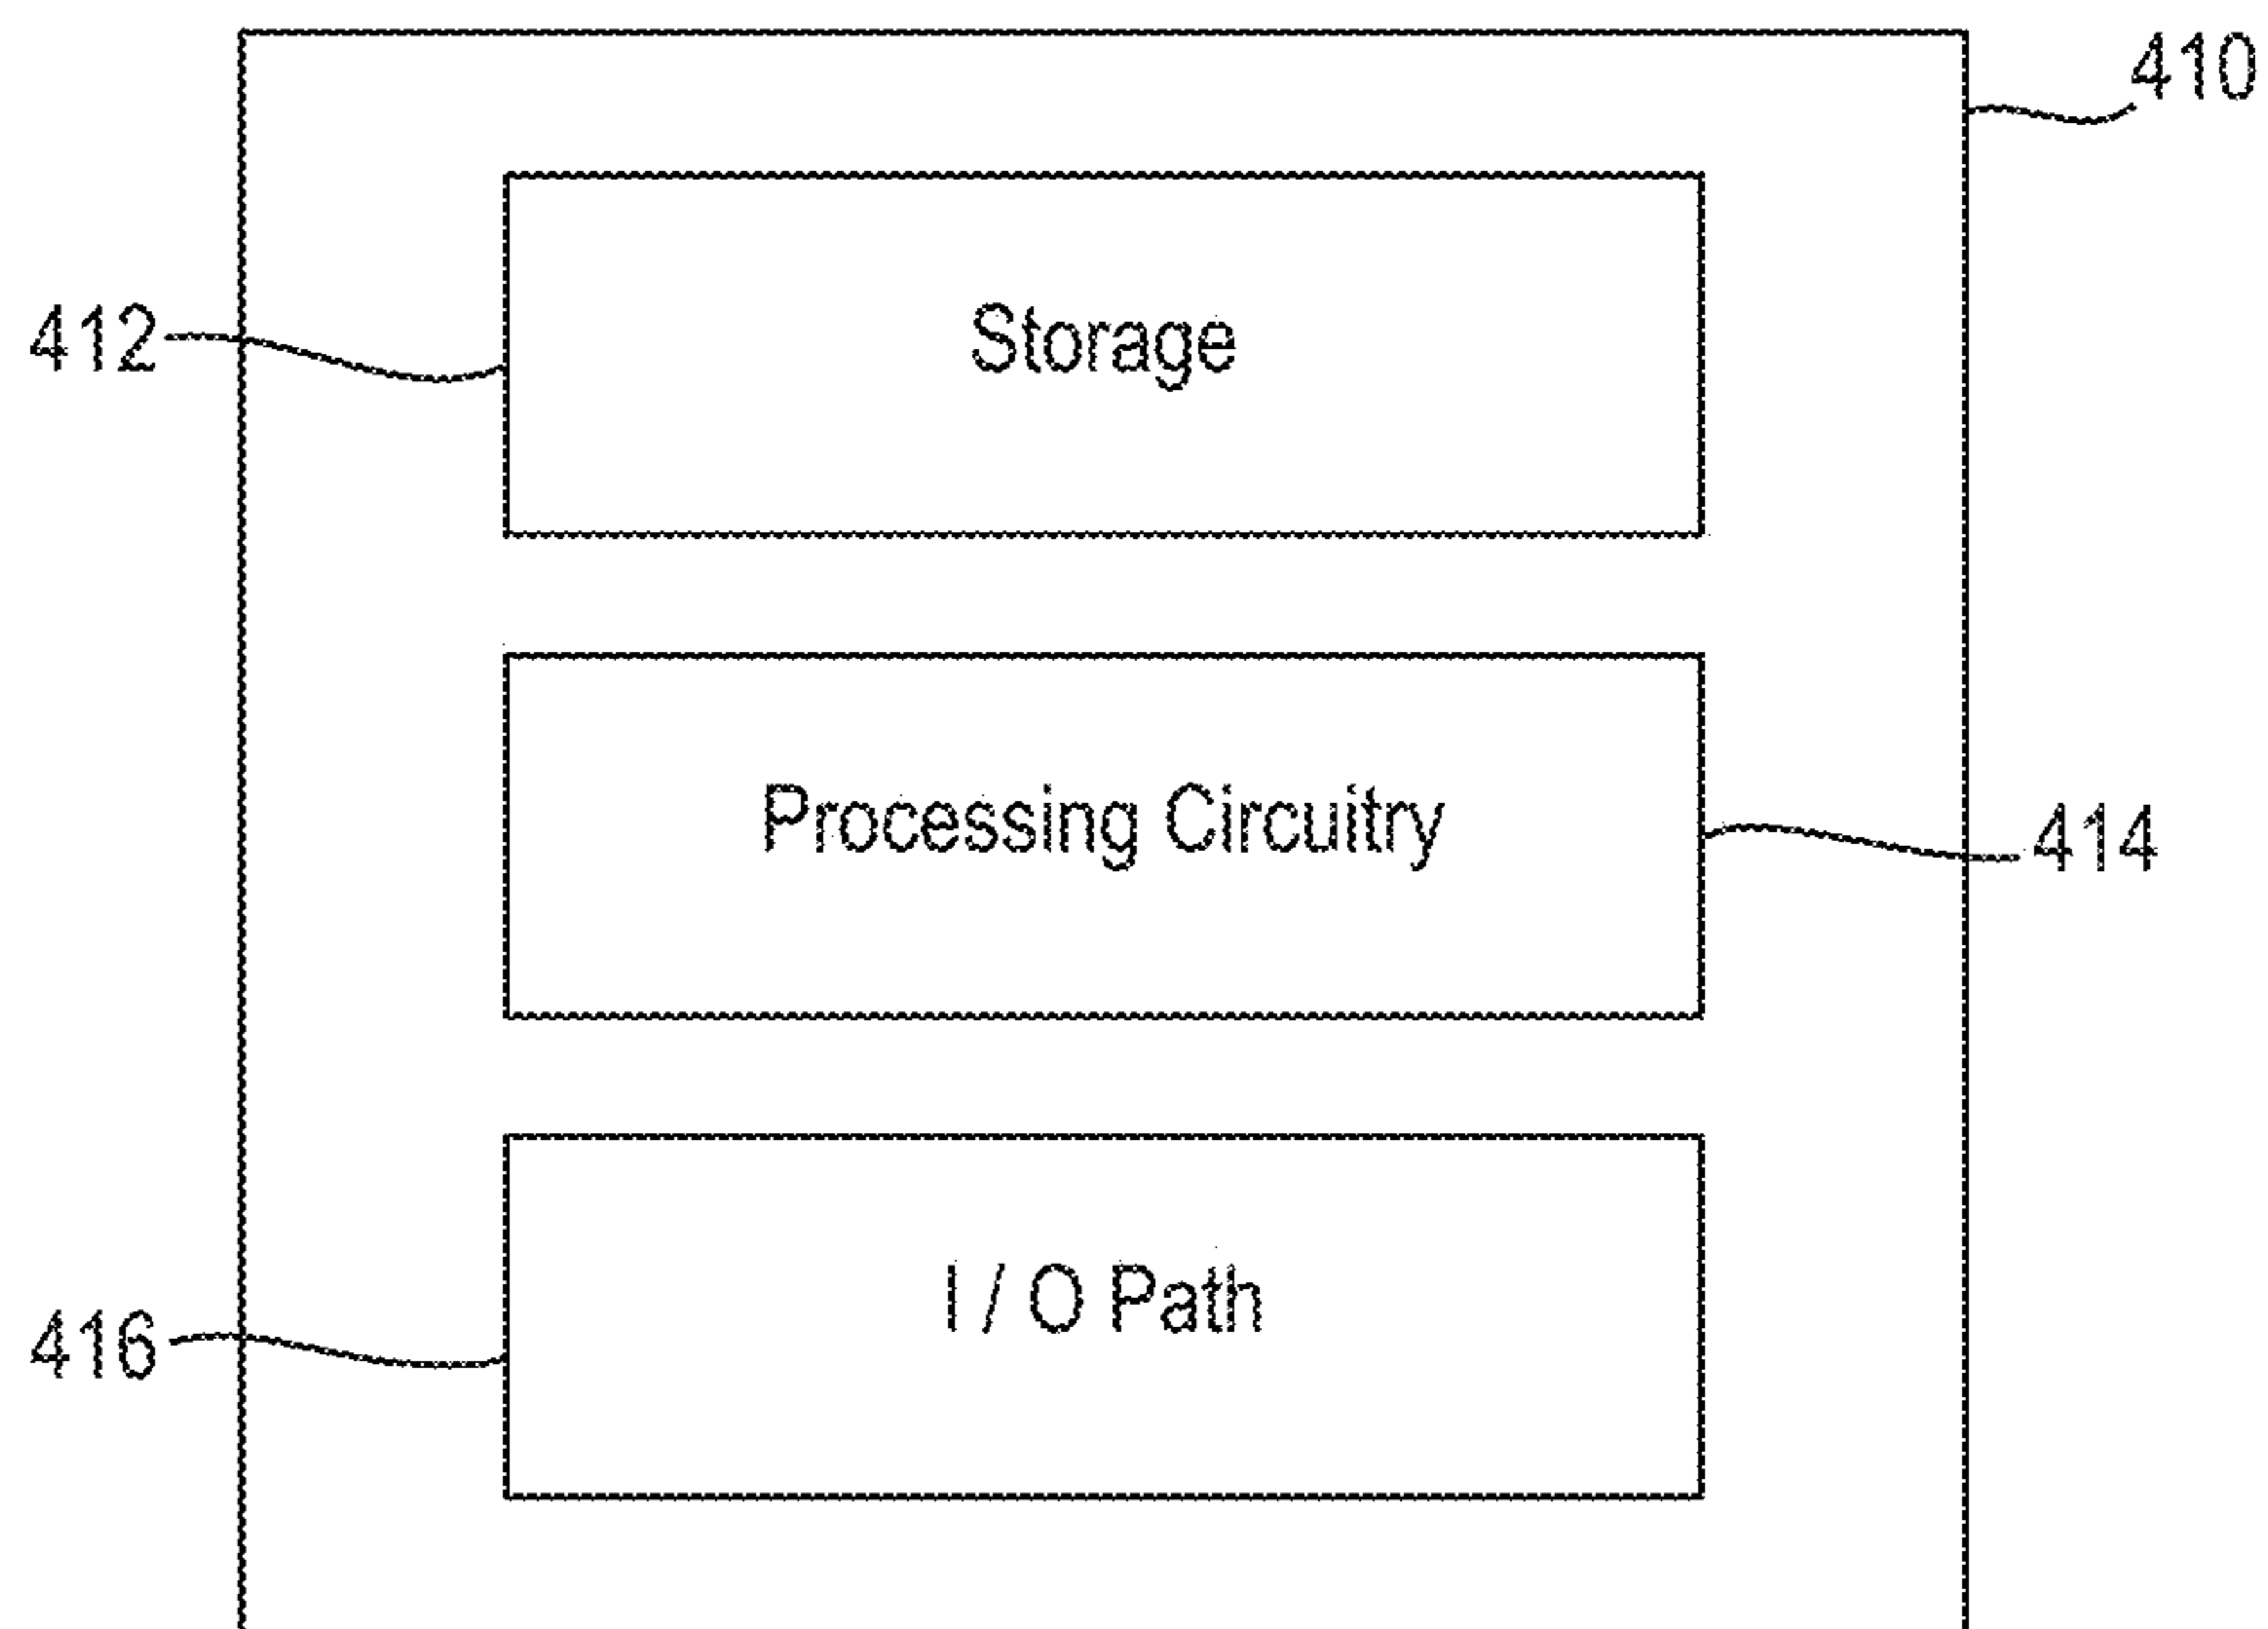 410
Storage
412
Processing Circuitry
414
I / O Path
416